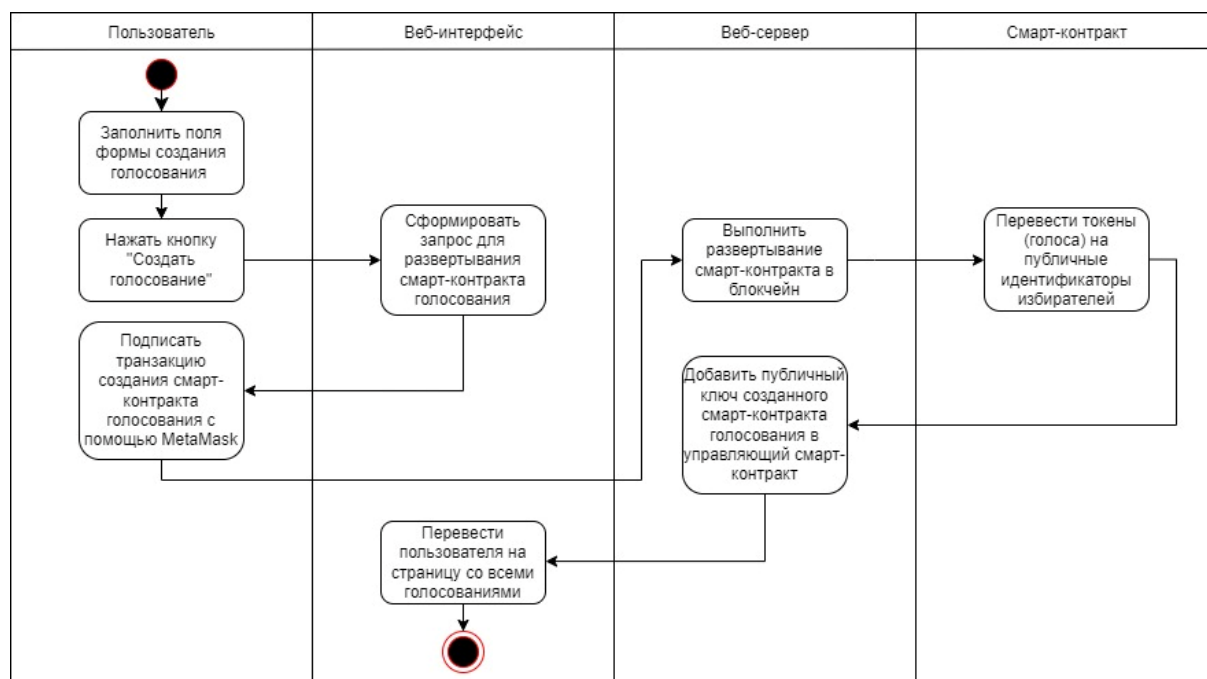 Пользователь
Веб-интерфейс
Веб-сервер
Смарт-контракт
Заполнить поля
формы создания
голосования
Нажать кнопку
"Создать
голосование"
Сформировать
запрос для
развертывания
смарт-контракта
голосования
Подписать
транзакцию
создания смарт-
контракта
голосования с
помощью MetaMask
Выполнить
развертывание
смарт-контракта в
блокчейн
Перевести токены
(голоса) на
публичные
идентификаторы
избирателей
Добавить публичный
ключ созданного
смарт-контракта
голосования в
управляющий смарт-
контракт
Перевести
пользователя на
страницу со всеми
голосованиями